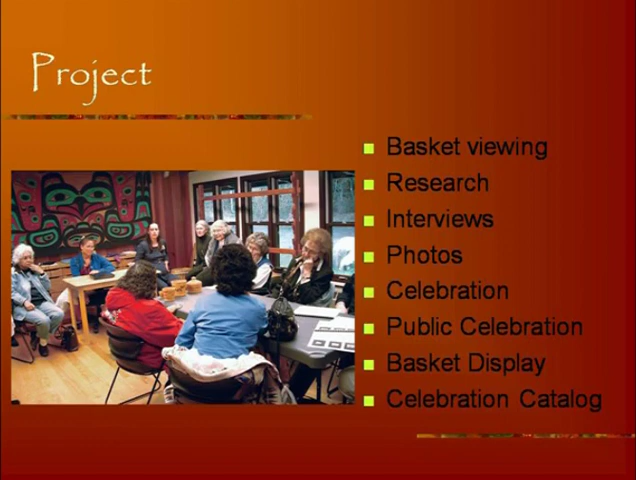 Project
Basket viewing
Research
Interviews
Photos
Celebration
Public Celebration
Basket Display
Celebration Catalog